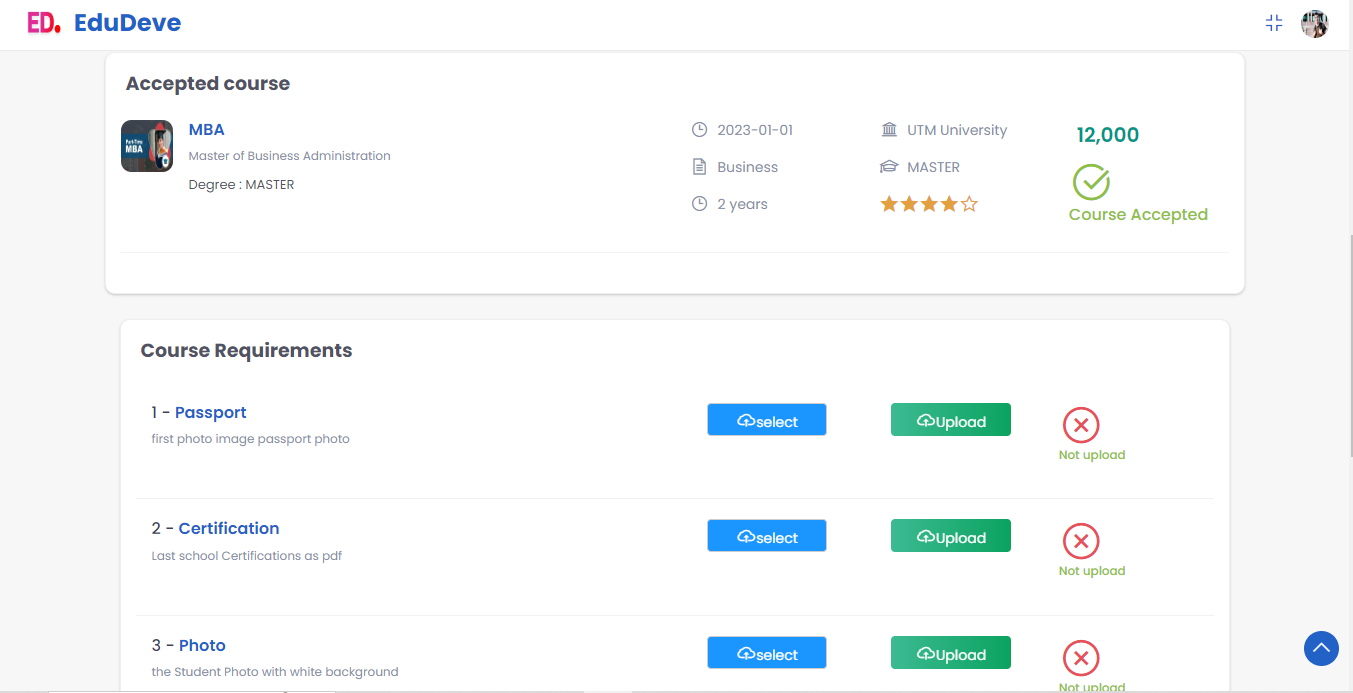 ED. EduDeve
Accepted course
Part-Time
MBA
MBA
Master of Business Administration
Degree : MASTER
2023-01-01
Business
2 years
UTM University
MASTER
12,000
Course Accepted
Course Requirements
1 - Passport
first photo image passport photo
select
Upload
Not upload
2 - Certification
Last school Certifications as pdf
select
Upload
Not upload
3 - Photo
the Student Photo with white background
select
Upload
Not upload